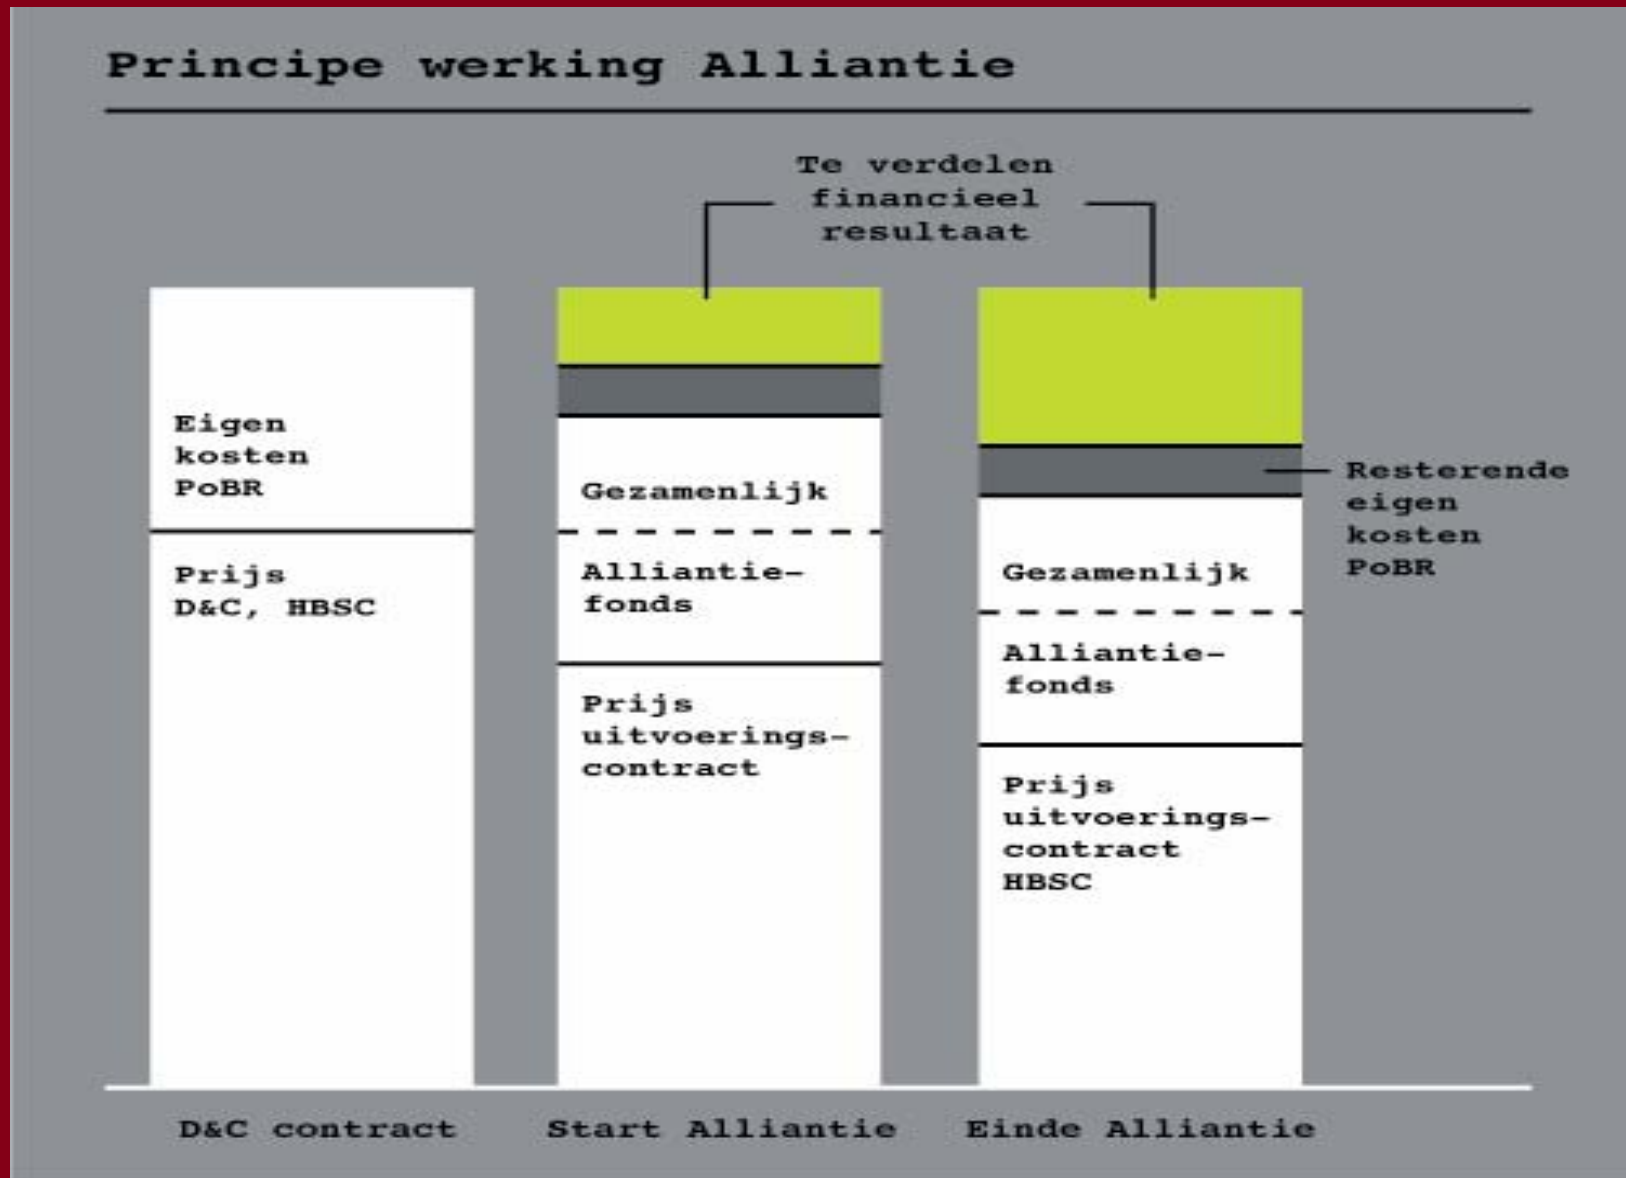 Principe werking Alliantie
Te verdelen
financieel
resultaat
Eigen
kosten
PoBR
Prijs
D&C, HBSC
Gezamenlijk
Alliantie-
fonds
Prijs
uitvoerings-
contract
Gezamenlijk
Alliantie-
fonds
Prijs
uitvoerings-
contract
HBSC
Resterende
eigen
kosten
PoBR
D&C contract
Start Alliantie
Einde Alliantie